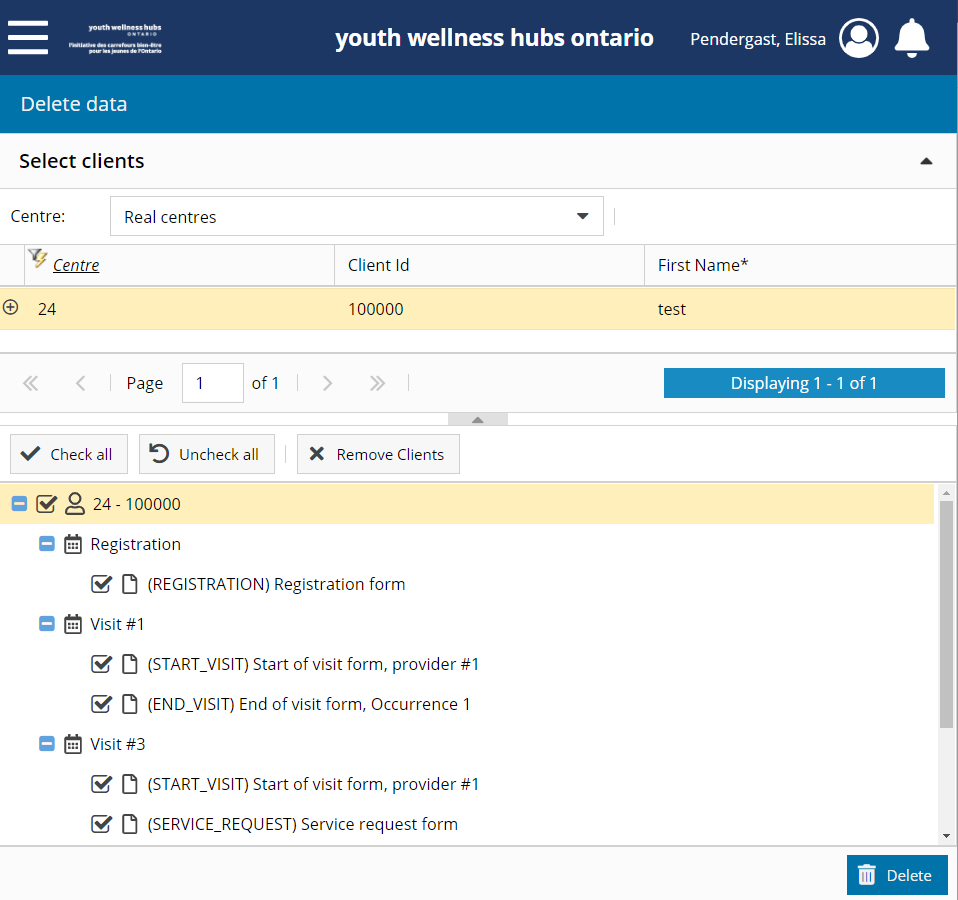 youth wellness hubs
ONTARIO
l'initiative des carrefours bien-être
pour les jeunes de l'Ontario
youth wellness hubs ontario
Pendergast, Elissa
Delete data
Select clients
Centre:
Real centres
Centre
Client Id
First Name*
24
100000
test
Page
1
of 1
Displaying 1 - 1 of 1
Check all
Uncheck all
Remove Clients
24 - 100000
Registration
(REGISTRATION) Registration form
Visit #1
(START_VISIT) Start of visit form, provider #1
(END_VISIT) End of visit form, Occurrence 1
Visit #3
(START_VISIT) Start of visit form, provider #1
(SERVICE_REQUEST) Service request form
Delete